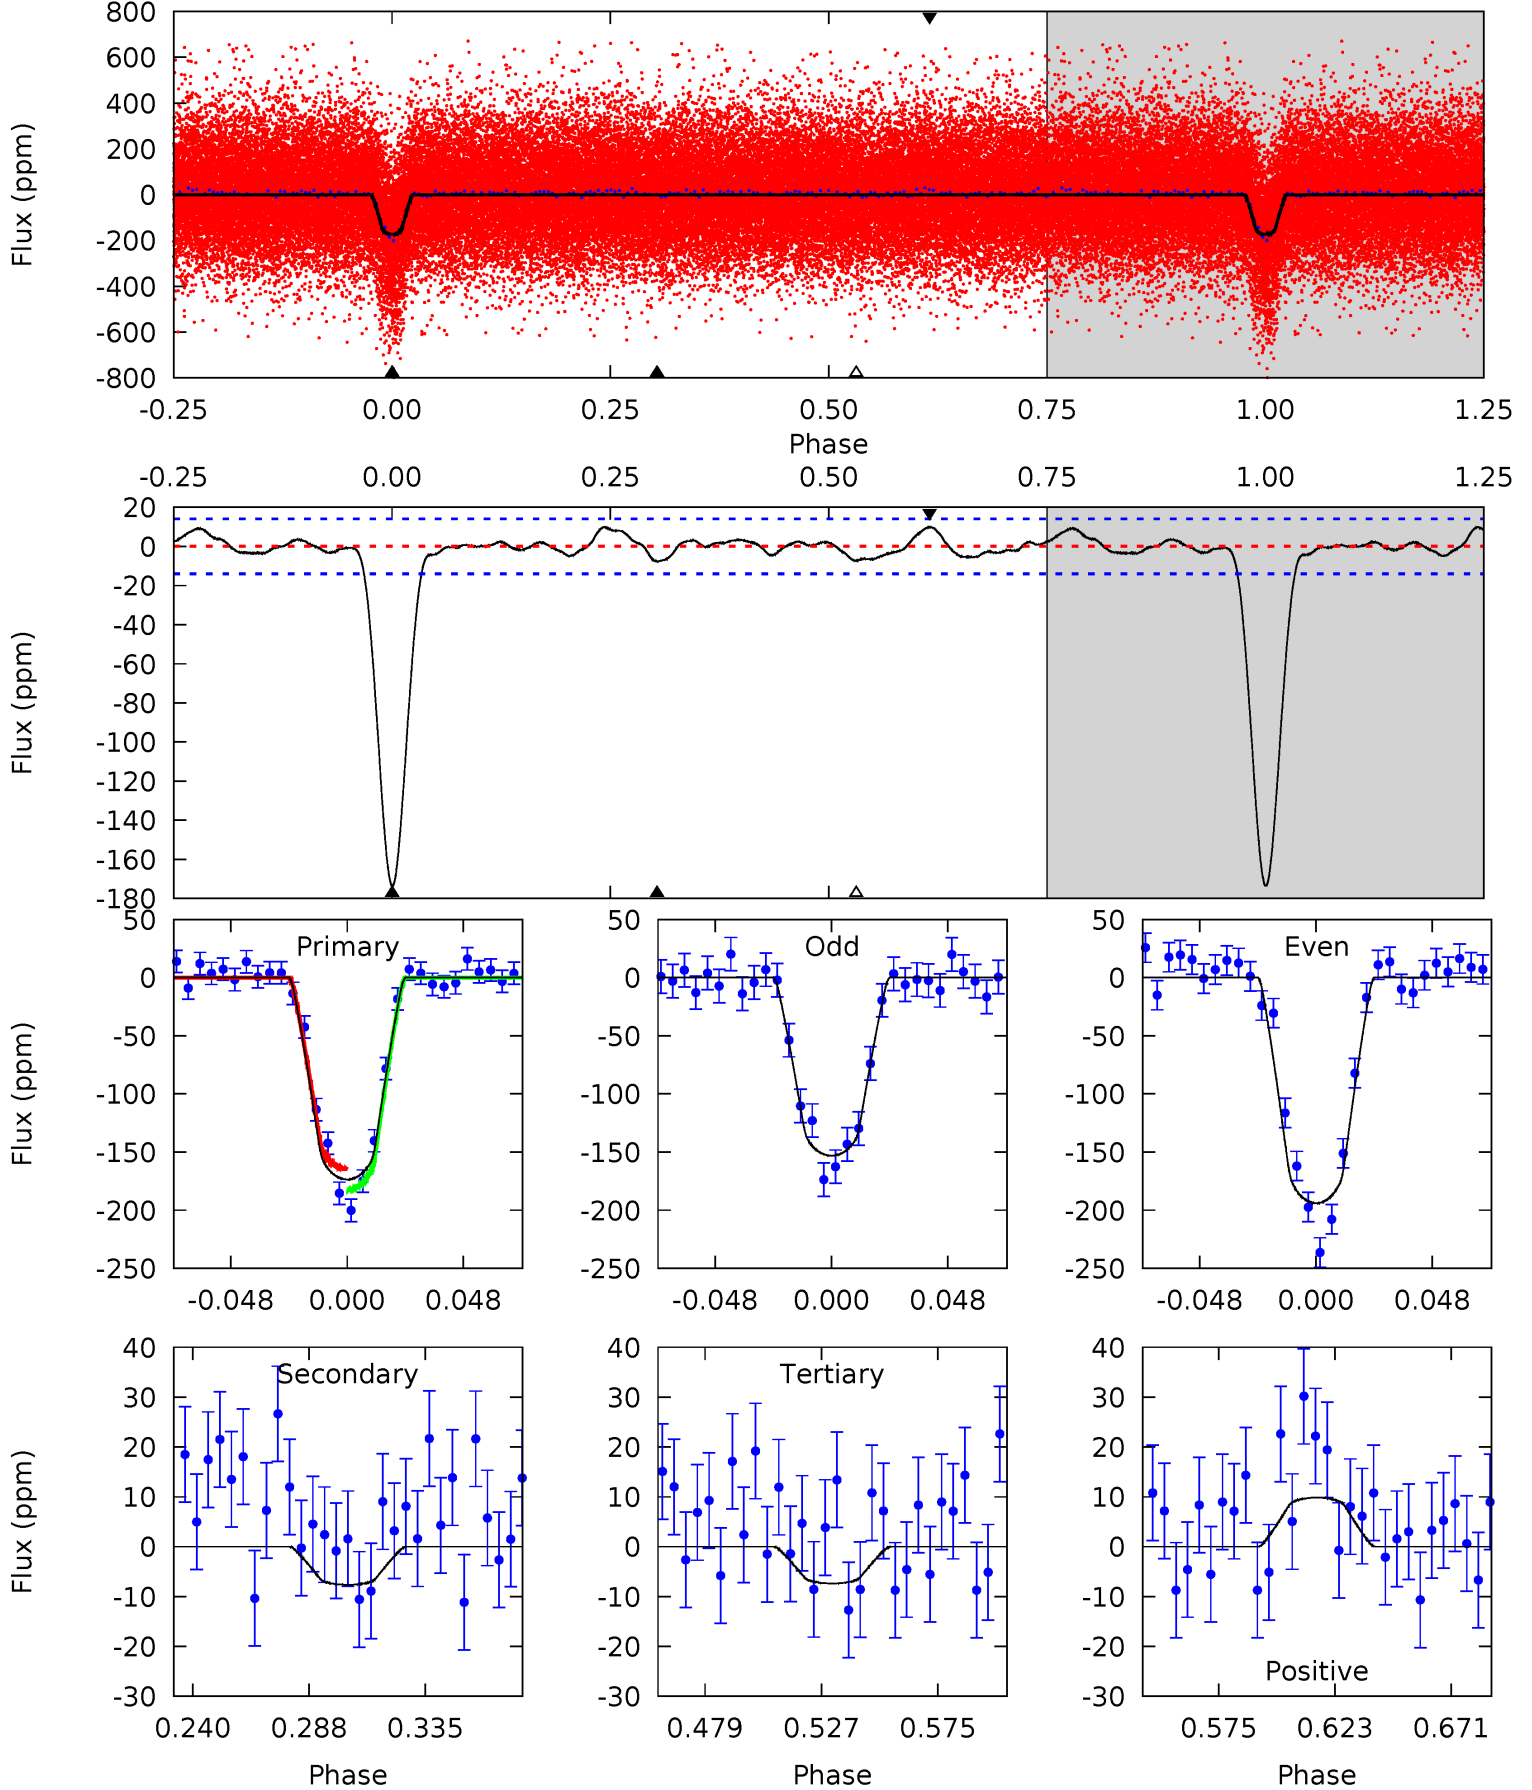 800
600
400
200
0
-200
-400
-600
-800
Flux (ppm)
-0.25 0.00 0.25 0.50 0.75 1.00 1.25
Phase
-0.25 0.00 0.25 0.50 0.75 1.00 1.25
20
0
-20
-40
-60
-80
-100
-120
-140
-160
-180
Flux (ppm)
Primary Odd Even
50 50 50
0 0 0
-50 -50 -50
-100 -100 -100
-150 -150 -150
-200 -200 -200
-250 -250 -250
Flux (ppm)
-0.048 0.000 0.048 -0.048 0.000 0.048 -0.048 0.000 0.048
Secondary Tertiary Positive
40 40 40
30 30 30
20 20 20
10 10 10
0 0 0
-10 -10 -10
-20 -20 -20
-30 -30 -30
Flux (ppm)
0.240 0.288 0.335 0.479 0.527 0.575 0.575 0.623 0.671
Phase Phase Phase